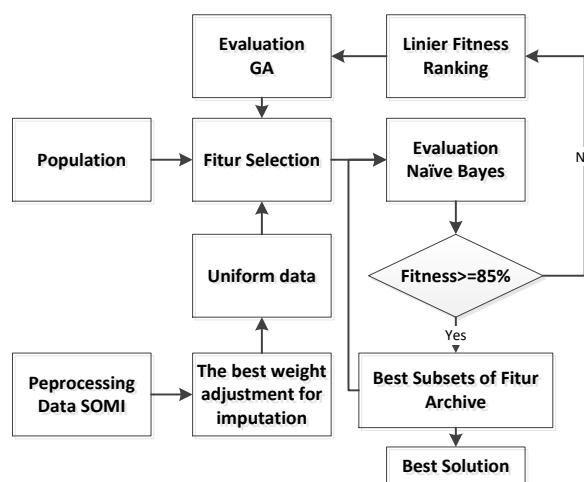 Evaluation
GA
Linier Fitness
Ranking
Population
Fitur Selection
Evaluation
Naïve Bayes
N
Uniform data
Fitness>=85%
Yes
Peprocessing
Data SOMI
The best weight
adjustment for
imputation
Best Subsets of Fitur
Archive
Best Solution